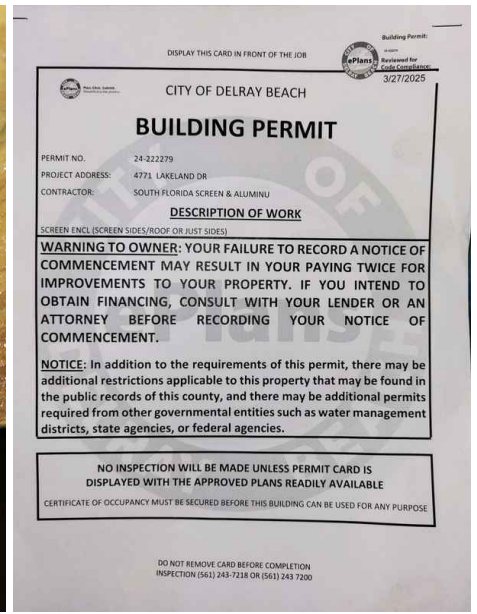 Building Permit:
DISPLAY THIS CARD IN FRONT OF THE JOB
ePlans
Reviewed for
Code Compliance:
3/27/2025
ePlans
CITY OF DELRAY BEACH
BUILDING PERMIT
PERMIT NO. 24-222279
PROJECT ADDRESS: 4771 LAKELAND DR
CONTRACTOR: SOUTH FLORIDA SCREEN & ALUMINU
DESCRIPTION OF WORK
SCREEN ENCL (SCREEN SIDES/ROOF OR JUST SIDES)
WARNING TO OWNER: YOUR FAILURE TO RECORD A NOTICE OF
COMMENCEMENT MAY RESULT IN YOUR PAYING TWICE FOR
IMPROVEMENTS TO YOUR PROPERTY. IF YOU INTEND TO
OBTAIN FINANCING, CONSULT WITH YOUR LENDER OR AN
ATTORNEY BEFORE RECORDING YOUR NOTICE OF
COMMENCEMENT.
NOTICE: In addition to the requirements of this permit, there may be
additional restrictions applicable to this property that may be found in
the public records of this county, and there may be additional permits
required from other governmental entities such as water management
districts, state agencies, or federal agencies.
NO INSPECTION WILL BE MADE UNLESS PERMIT CARD IS
DISPLAYED WITH THE APPROVED PLANS READILY AVAILABLE
CERTIFICATE OF OCCUPANCY MUST BE SECURED BEFORE THIS BUILDING CAN BE USED FOR ANY PURPOSE
DO NOT REMOVE CARD BEFORE COMPLETION
INSPECTION (561) 243-7218 OR (561) 243 7200